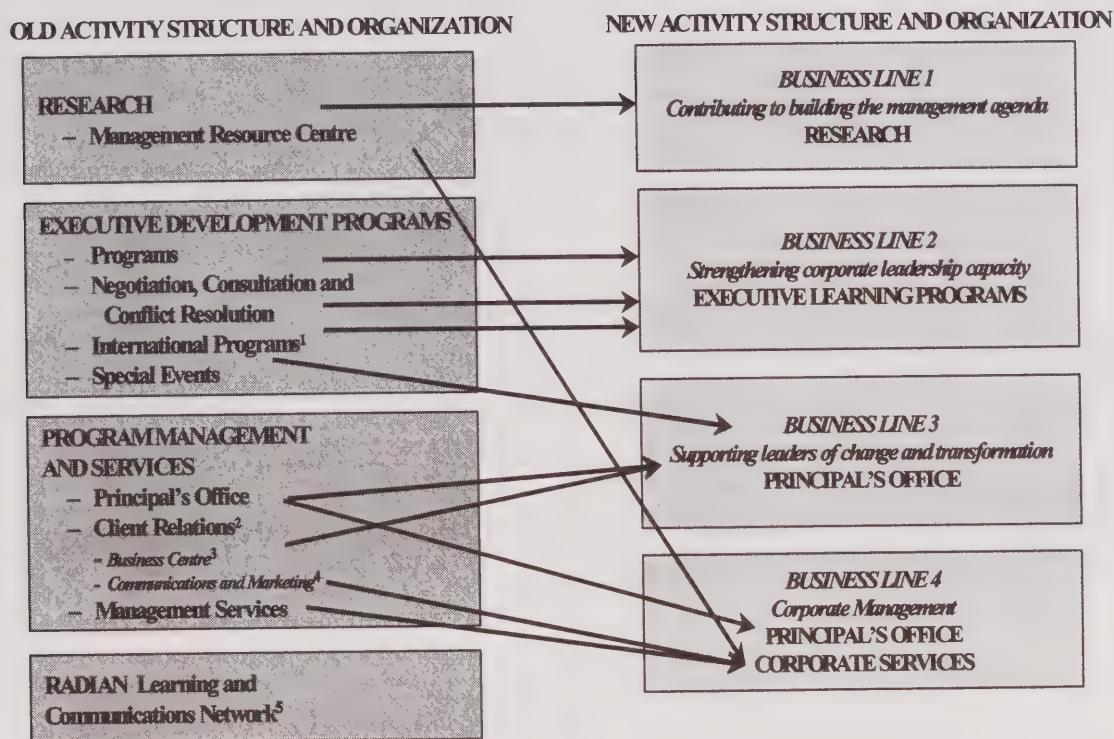 OLD ACTIVITY STRUCTURE AND ORGANIZATION
RESEARCH
– Management Resource Centre
EXECUTIVE DEVELOPMENT PROGRAMS
– Programs
– Negotiation, Consultation and
Conflict Resolution
– International Programs¹
– Special Events
PROGRAM MANAGEMENT
AND SERVICES
– Principal's Office
– Client Relations²
- Business Centre³
- Communications and Marketing⁴
– Management Services
RADIAN Learning and
Communications Network⁵
NEW ACTIVITY STRUCTURE AND ORGANIZATION
BUSINESS LINE 1
Contributing to building the management agenda
RESEARCH
BUSINESS LINE 2
Strengthening corporate leadership capacity
EXECUTIVE LEARNING PROGRAMS
BUSINESS LINE 3
Supporting leaders of change and transformation
PRINCIPAL'S OFFICE
BUSINESS LINE 4
Corporate Management
PRINCIPAL'S OFFICE
CORPORATE SERVICES